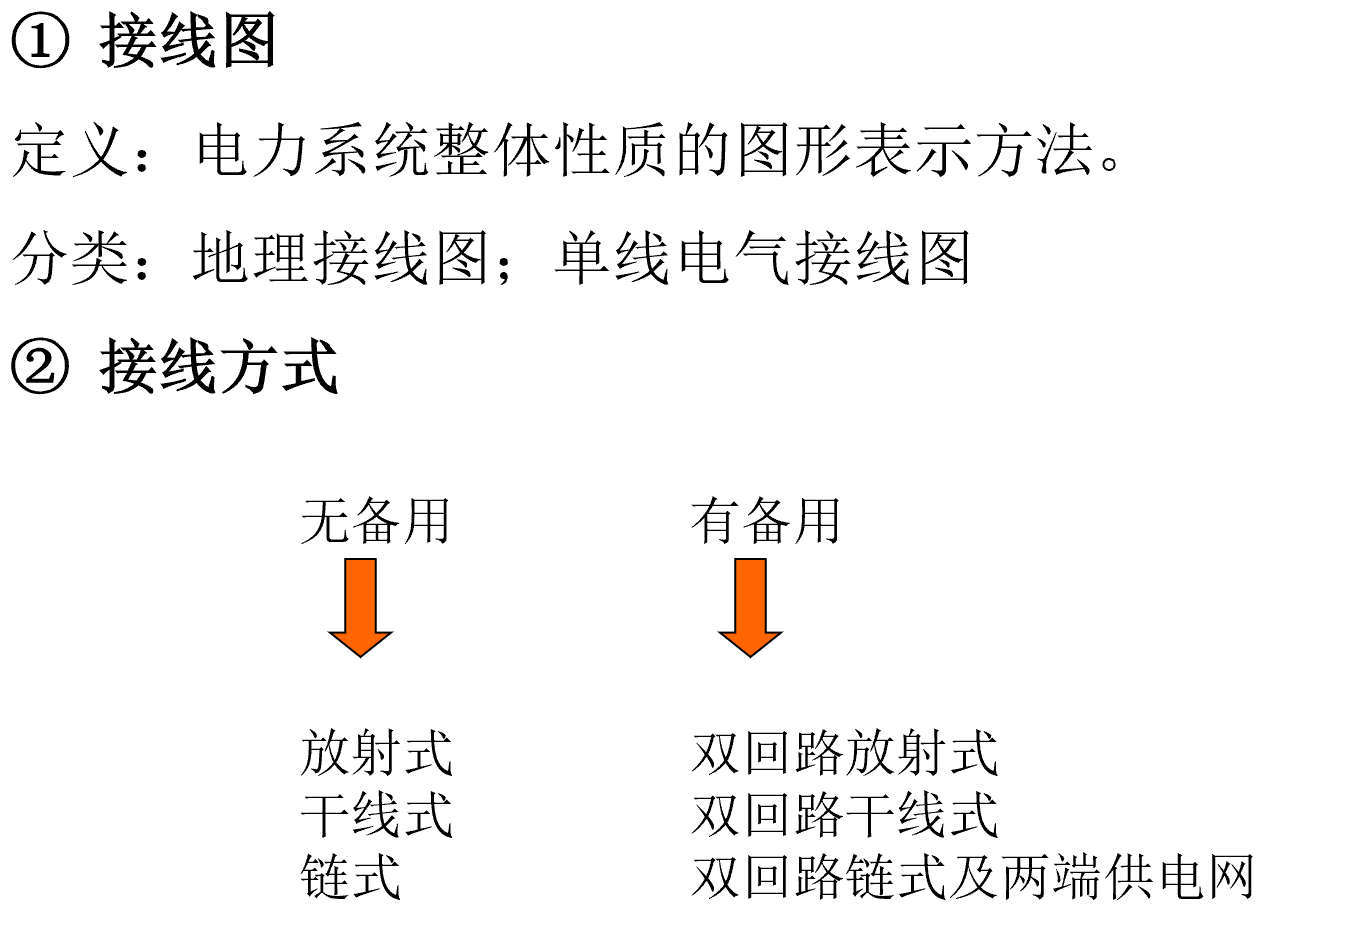 ① 接线图
定义：电力系统整体性质的图形表示方法。
分类：地理接线图；单线电气接线图
② 接线方式
无备用 有备用
放射式 双回路放射式
干线式 双回路干线式
链式 双回路链式及两端供电网